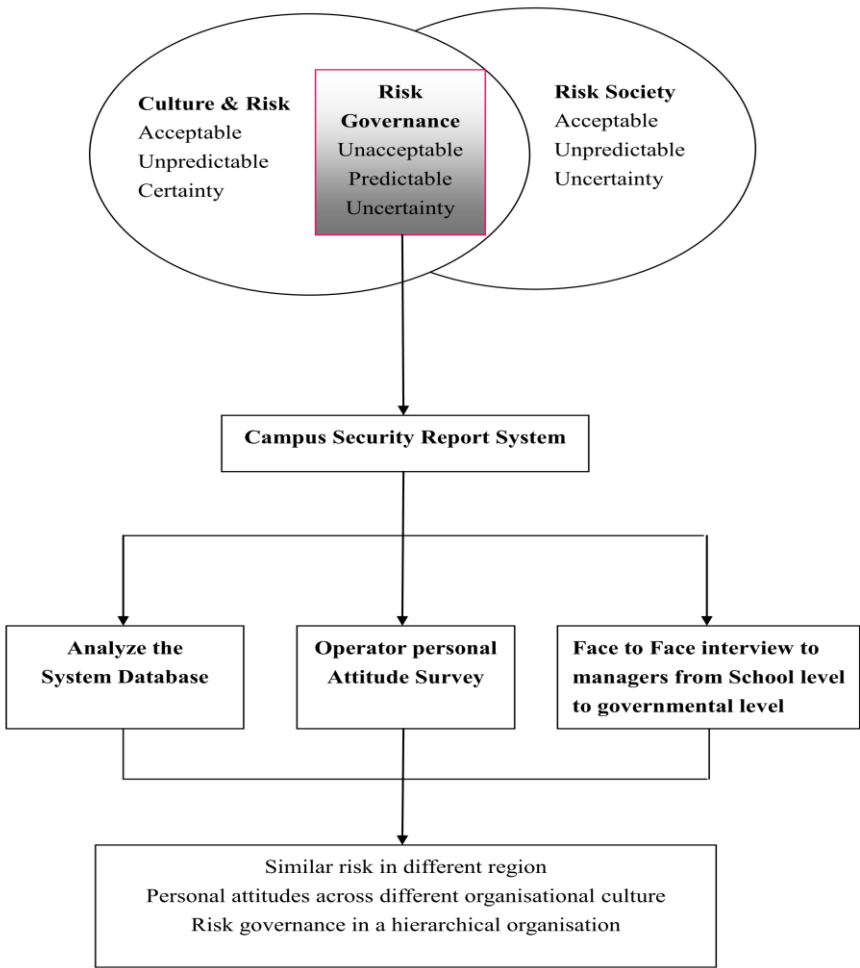 Culture & Risk
Acceptable
Unpredictable
Certainty
Risk
Governance
Unacceptable
Predictable
Uncertainty
Risk Society
Acceptable
Unpredictable
Uncertainty
Campus Security Report System
Analyze the
System Database
Operator personal
Attitude Survey
Face to Face interview to
managers from School level
to governmental level
Similar risk in different region
Personal attitudes across different organisational culture
Risk governance in a hierarchical organisation